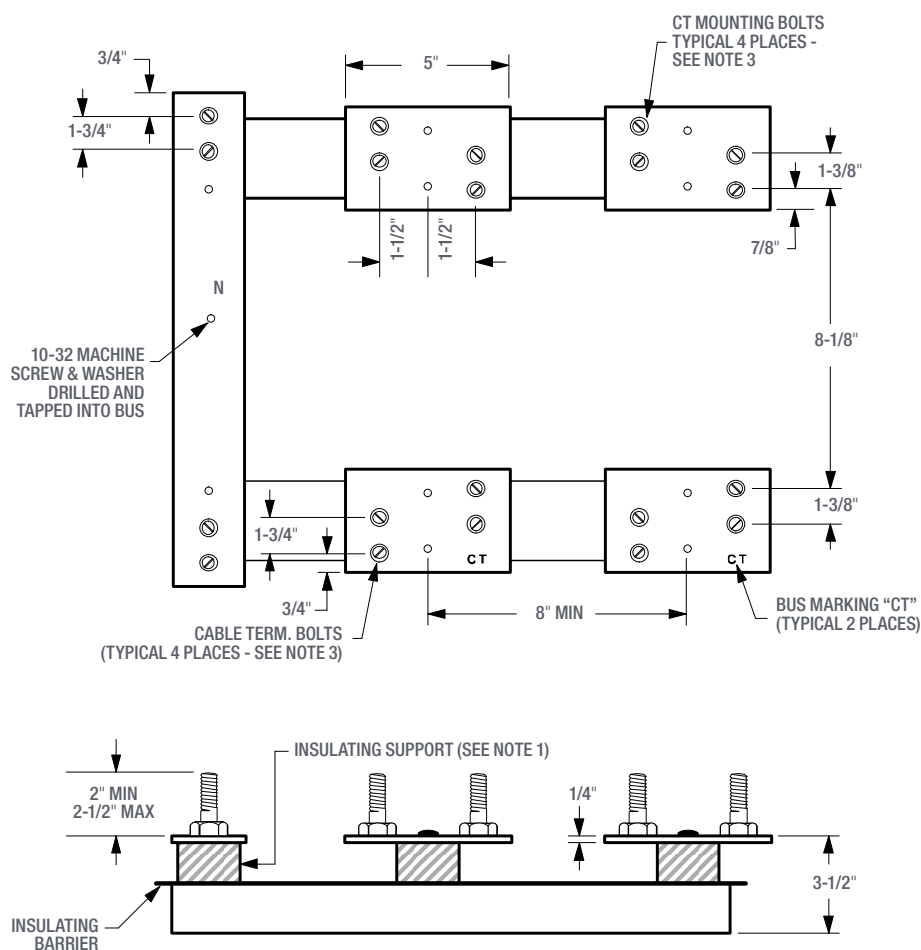 CT MOUNTING BOLTS
TYPICAL 4 PLACES -
SEE NOTE 3
3/4"
5"
1-3/4"
1-3/8"
1-1/2"
1-1/2"
7/8"
N
8-1/8"
10-32 MACHINE
SCREW & WASHER
DRILLED AND
TAPPED INTO BUS
1-3/4"
1-3/8"
CT
CT
3/4"
8" MIN
BUS MARKING “CT”
(TYPICAL 2 PLACES)
CABLE TERM. BOLTS
(TYPICAL 4 PLACES - SEE NOTE 3)
INSULATING SUPPORT (SEE NOTE 1)
2" MIN
2-1/2" MAX
1/4"
3-1/2"
INSULATING
BARRIER